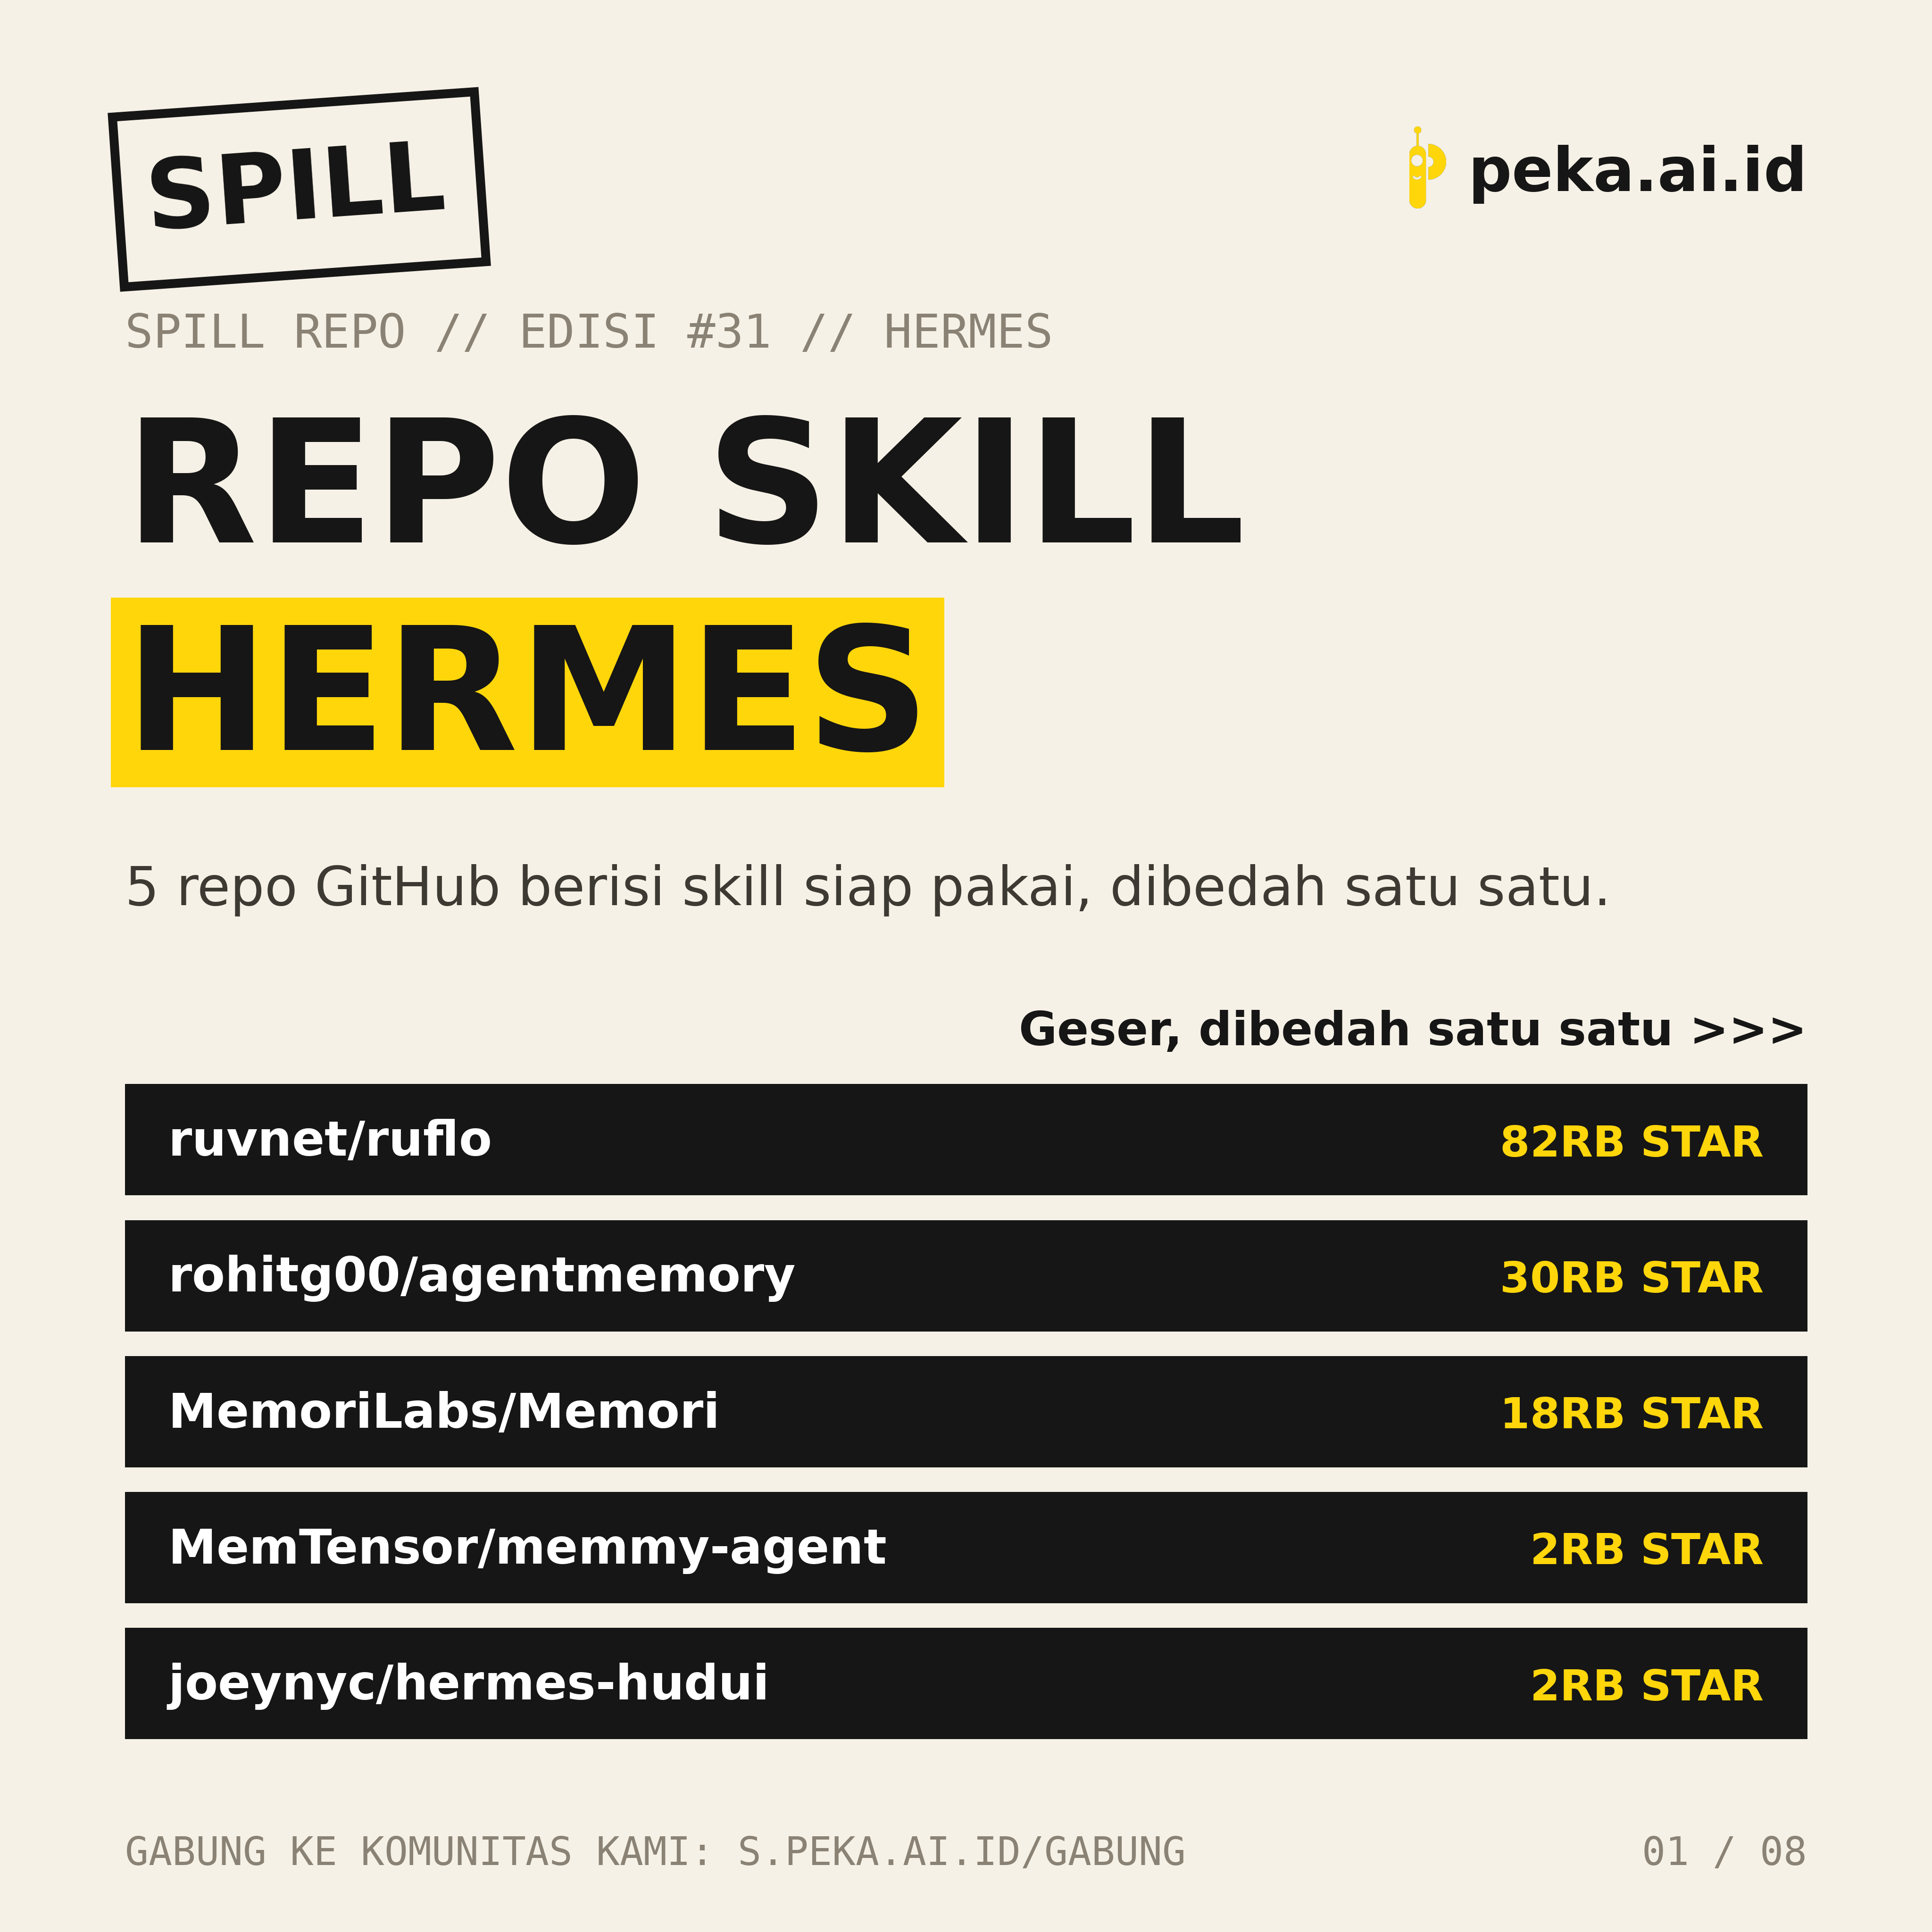 SPILL
peka.ai.id
SPILL REPO // EDISI #31 // HERMES
REPO SKILL
HERMES
5 repo GitHub berisi skill siap pakai, dibedah satu satu.
Geser, dibedah satu satu >>>
ruvnet/ruflo 82RB STAR
rohitg00/agentmemory 30RB STAR
MemoriLabs/Memori 18RB STAR
MemTensor/memmy-agent 2RB STAR
joeynyc/hermes-hudui 2RB STAR
GABUNG KE KOMUNITAS KAMI: S.PEKA.AI.ID/GABUNG 01 / 08